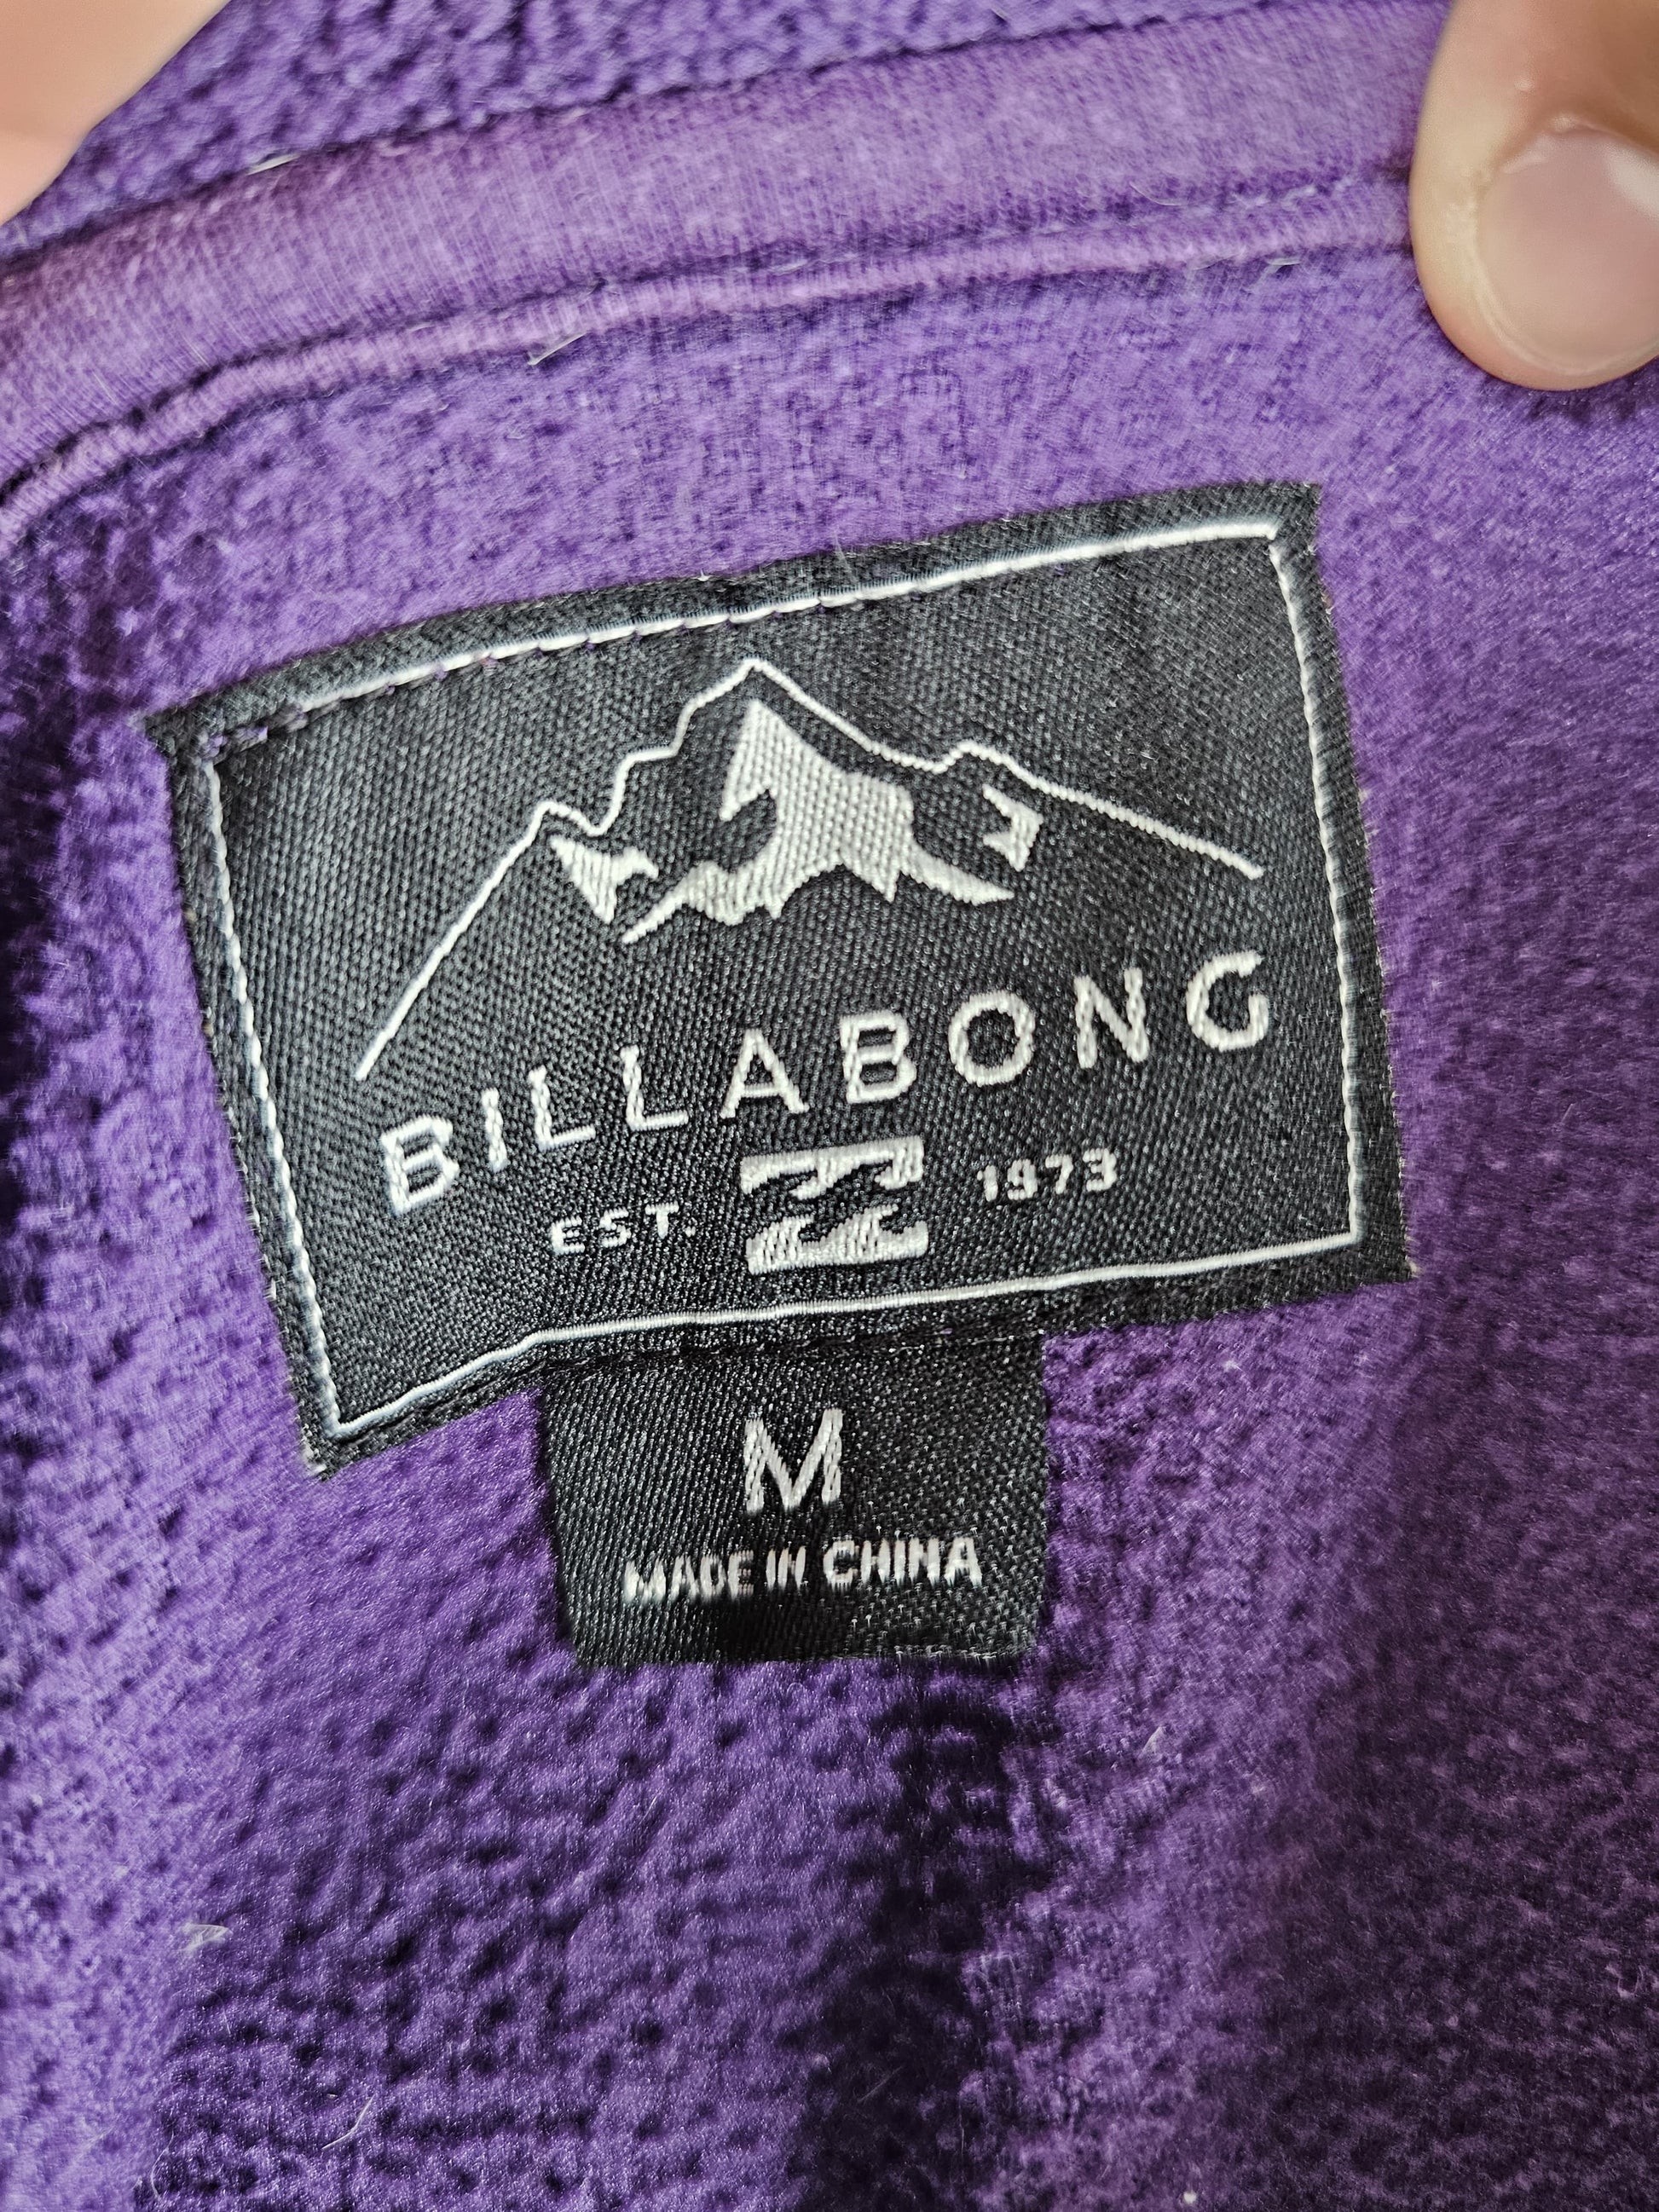 BILLABONG
EST. 1973
M
MADE IN CHINA